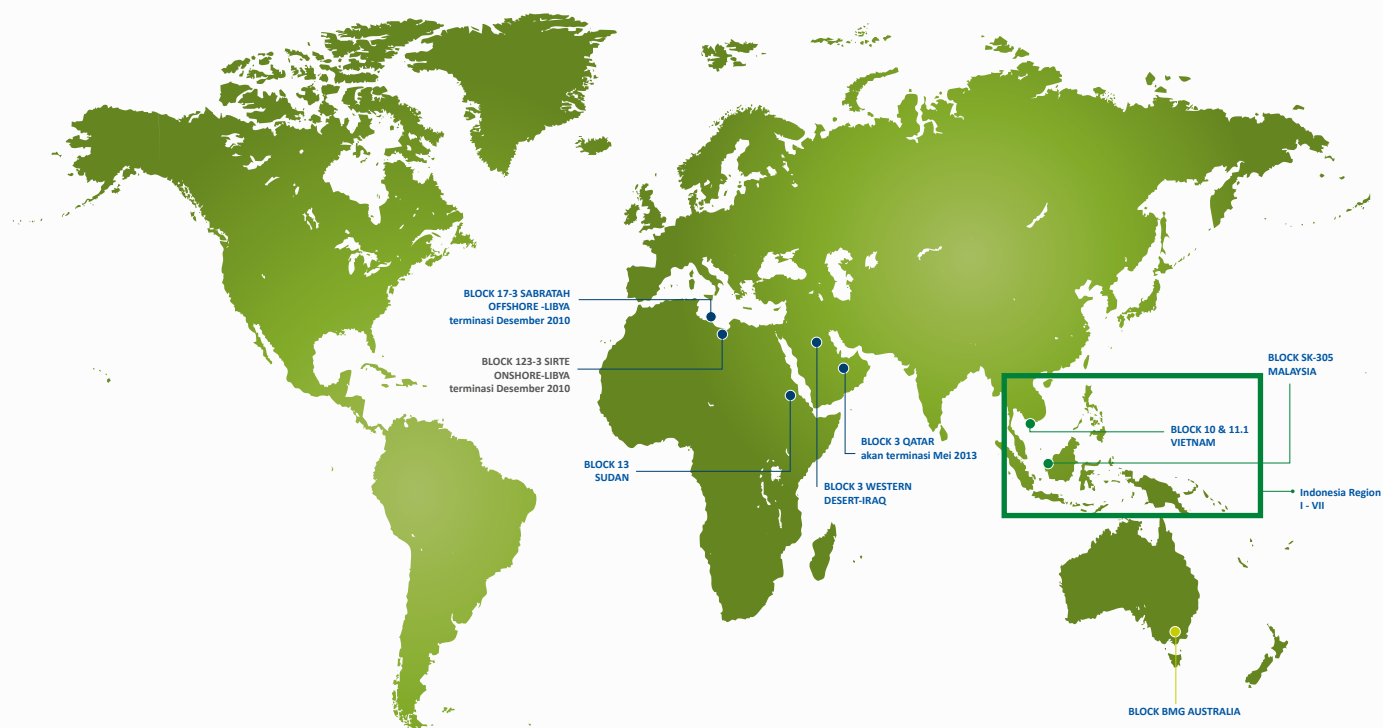 BLOCK 17-3 SABRATAH
OFFSHORE -LIBYA
terminasi Desember 2010
BLOCK 123-3 SIRTE
ONSHORE-LIBYA
terminasi Desember 2010
BLOCK 13
SUDAN
BLOCK 3 QATAR
akan terminasi Mei 2013
BLOCK 3 WESTERN
DESERT-IRAQ
BLOCK SK-305
MALAYSIA
BLOCK 10 & 11.1
VIETNAM
Indonesia Region
I - VII
BLOCK BMG AUSTRALIA